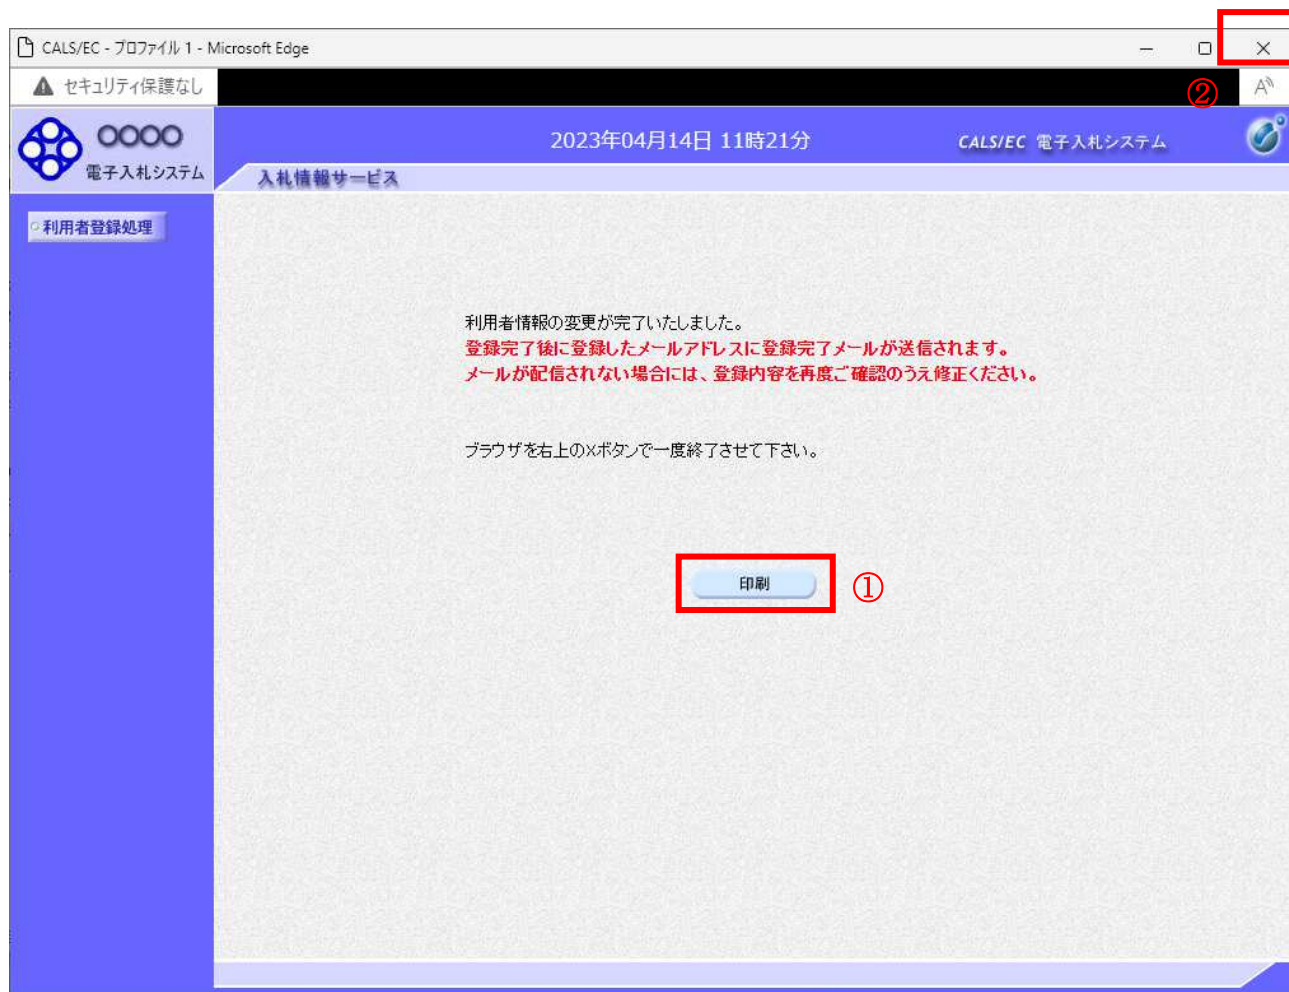 CALS/EC - プロファイル 1 - Microsoft Edge
セキュリティ保護なし
②
A
〇〇〇〇
電子入札システム
2023年04月14日 11時21分
CALS/EC 電子入札システム
入札情報サービス
利用者登録処理
利用者情報の変更が完了いたしました。
登録完了後に登録したメールアドレスに登録完了メールが送信されます。
メールが配信されない場合には、登録内容を再度ご確認のうえ修正ください。
ブラウザを右上の×ボタンで一度終了させて下さい。
印刷
①